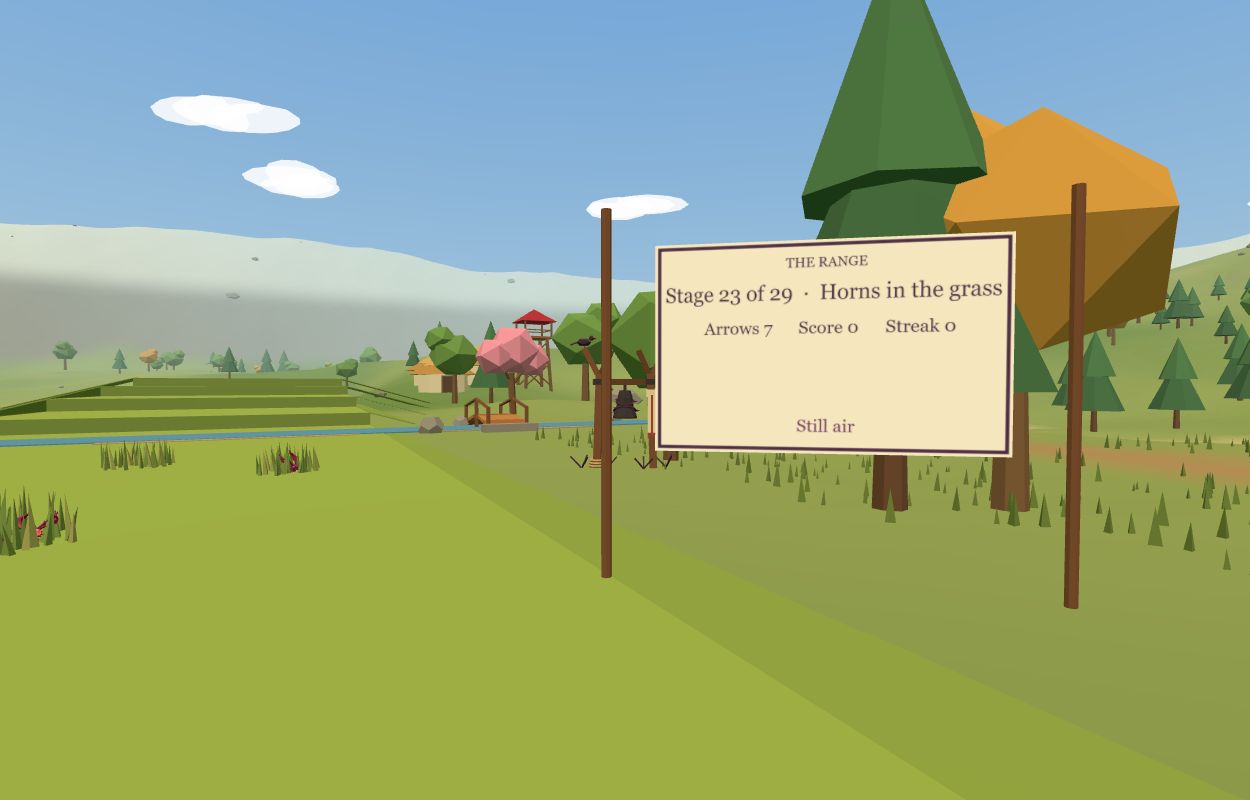 THE RANGE
Stage 23 of 29 · Horns in the grass
Arrows 7 Score 0 Streak 0
Still air